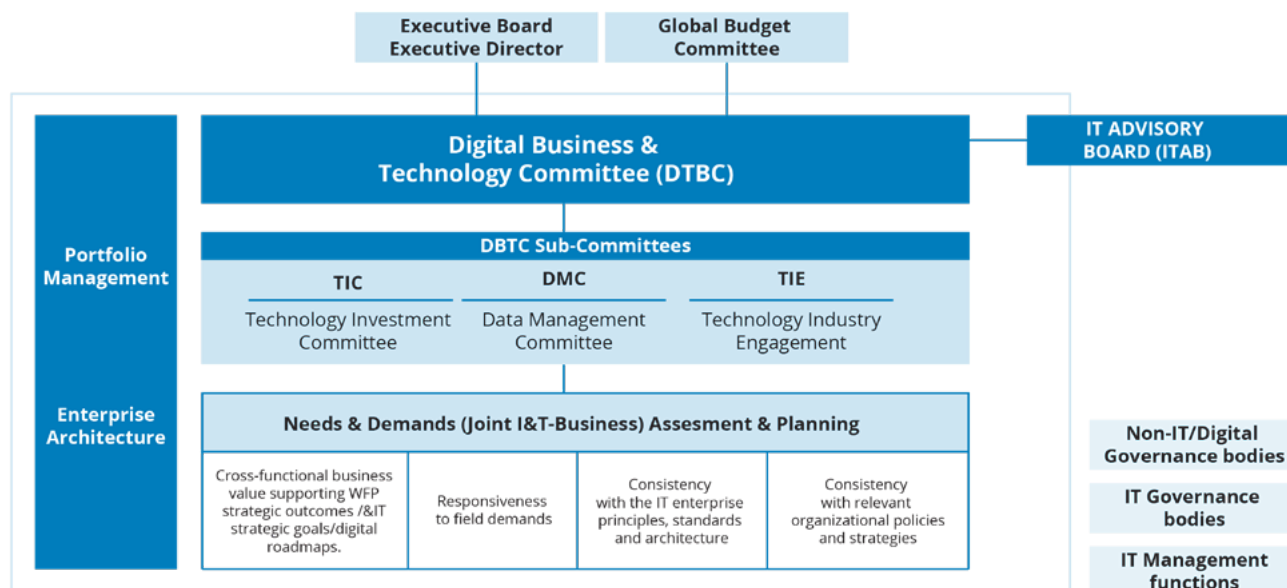 Executive Board
Executive Director
Global Budget
Committee
Digital Business &
Technology Committee (DTBC)
IT ADVISORY
BOARD (ITAB)
Portfolio
Management
Enterprise
Architecture
DBTC Sub-Committees
TIC
Technology Investment
Committee
DMC
Data Management
Committee
TIE
Technology Industry
Engagement
Needs & Demands (Joint I&T-Business) Assesment & Planning
Cross-functional business
value supporting WFP
strategic outcomes /&IT
strategic goals/digital
roadmaps.
Responsiveness
to field demands
Consistency
with the IT enterprise
principles, standards
and architecture
Consistency
with relevant
organizational policies
and strategies
Non-IT/Digital
Governance bodies
IT Governance
bodies
IT Management
functions